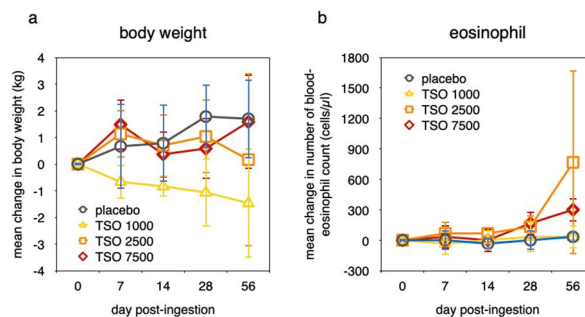 a
body weight
mean change in body weight (kg)
4
3
2
1
0
-1
-2
-3
-4
placebo
TSO 1000
TSO 2500
TSO 7500
0 7 14 28 56
day post-ingestion
b
eosinophil
mean change in number of blood-
eosinophil count (cells/µl)
1800
1500
1200
900
600
300
0
-300
placebo
TSO 1000
TSO 2500
TSO 7500
0 7 14 28 56
day post-ingestion